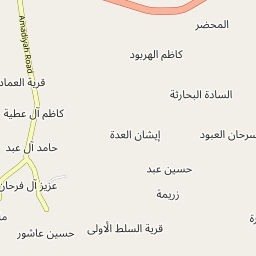 المحضر
Amadiyah Road
كاظم الهربود
قرية العماد
السادة البحارثة
كاظم آل عطية
إيشان العدة
سرحان العبود
حامد آل عبد
حسين عبد
عزيز آل فرحان
زريمة
قرية السلط الأولى
حسين عاشور